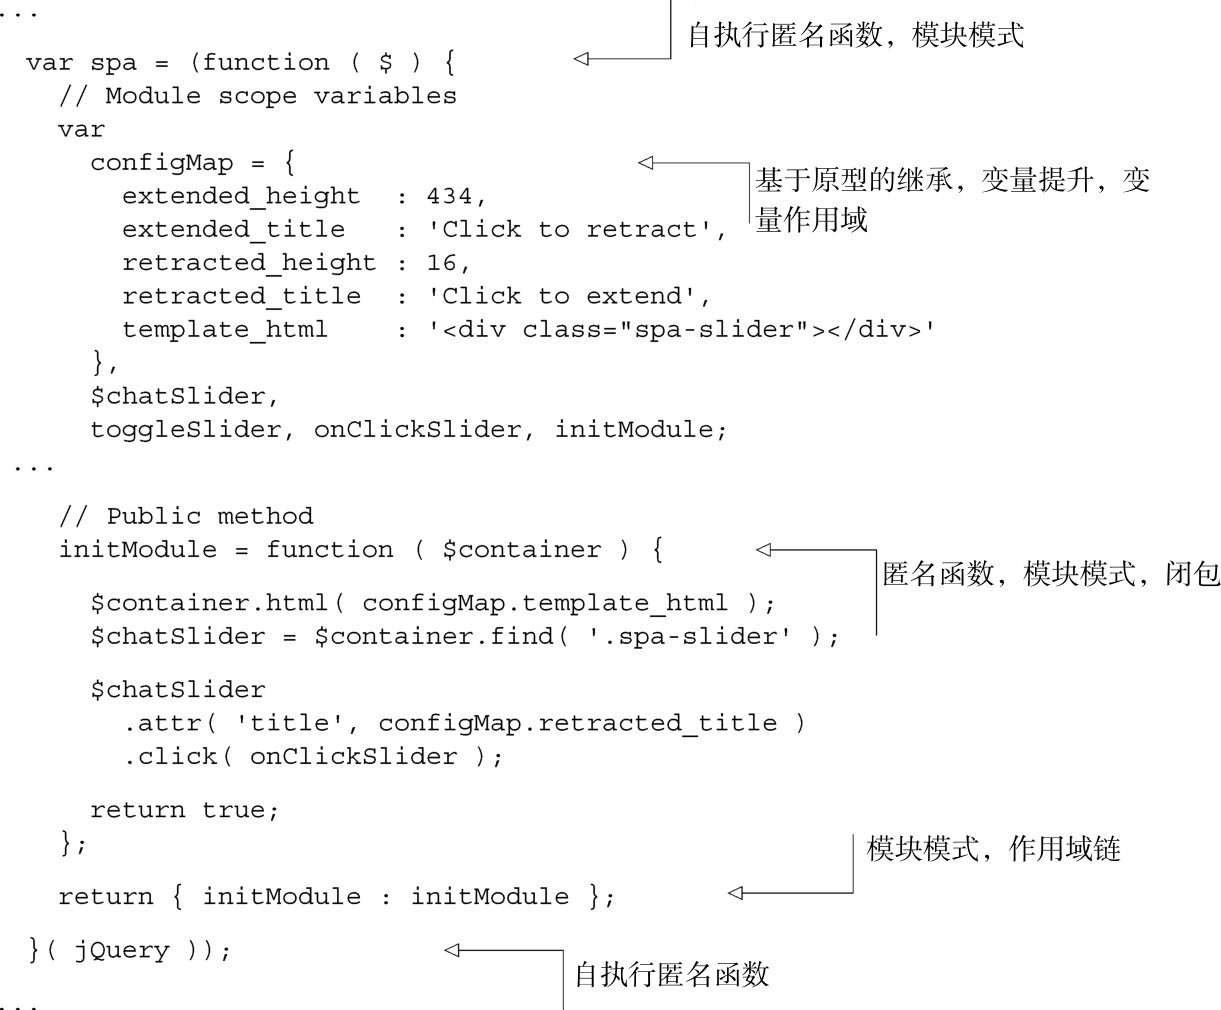 ...
自执行匿名函数，模块模式
var spa = (function ( $ ) {
// Module scope variables
var
configMap = {
基于原型的继承，变量提升，变
量作用域
extended_height : 434,
extended_title : 'Click to retract',
retracted_height : 16,
retracted_title : 'Click to extend',
template_html : '<div class="spa-slider"></div>'
},
$chatSlider,
toggleSlider, onClickSlider, initModule;
...
// Public method
initModule = function ( $container ) {
匿名函数，模块模式，闭包
$container.html( configMap.template_html );
$chatSlider = $container.find( '.spa-slider' );
$chatSlider
.attr( 'title', configMap.retracted_title )
.click( onClickSlider );
return true;
};
模块模式，作用域链
return { initModule : initModule };
}( jQuery ));
自执行匿名函数
...